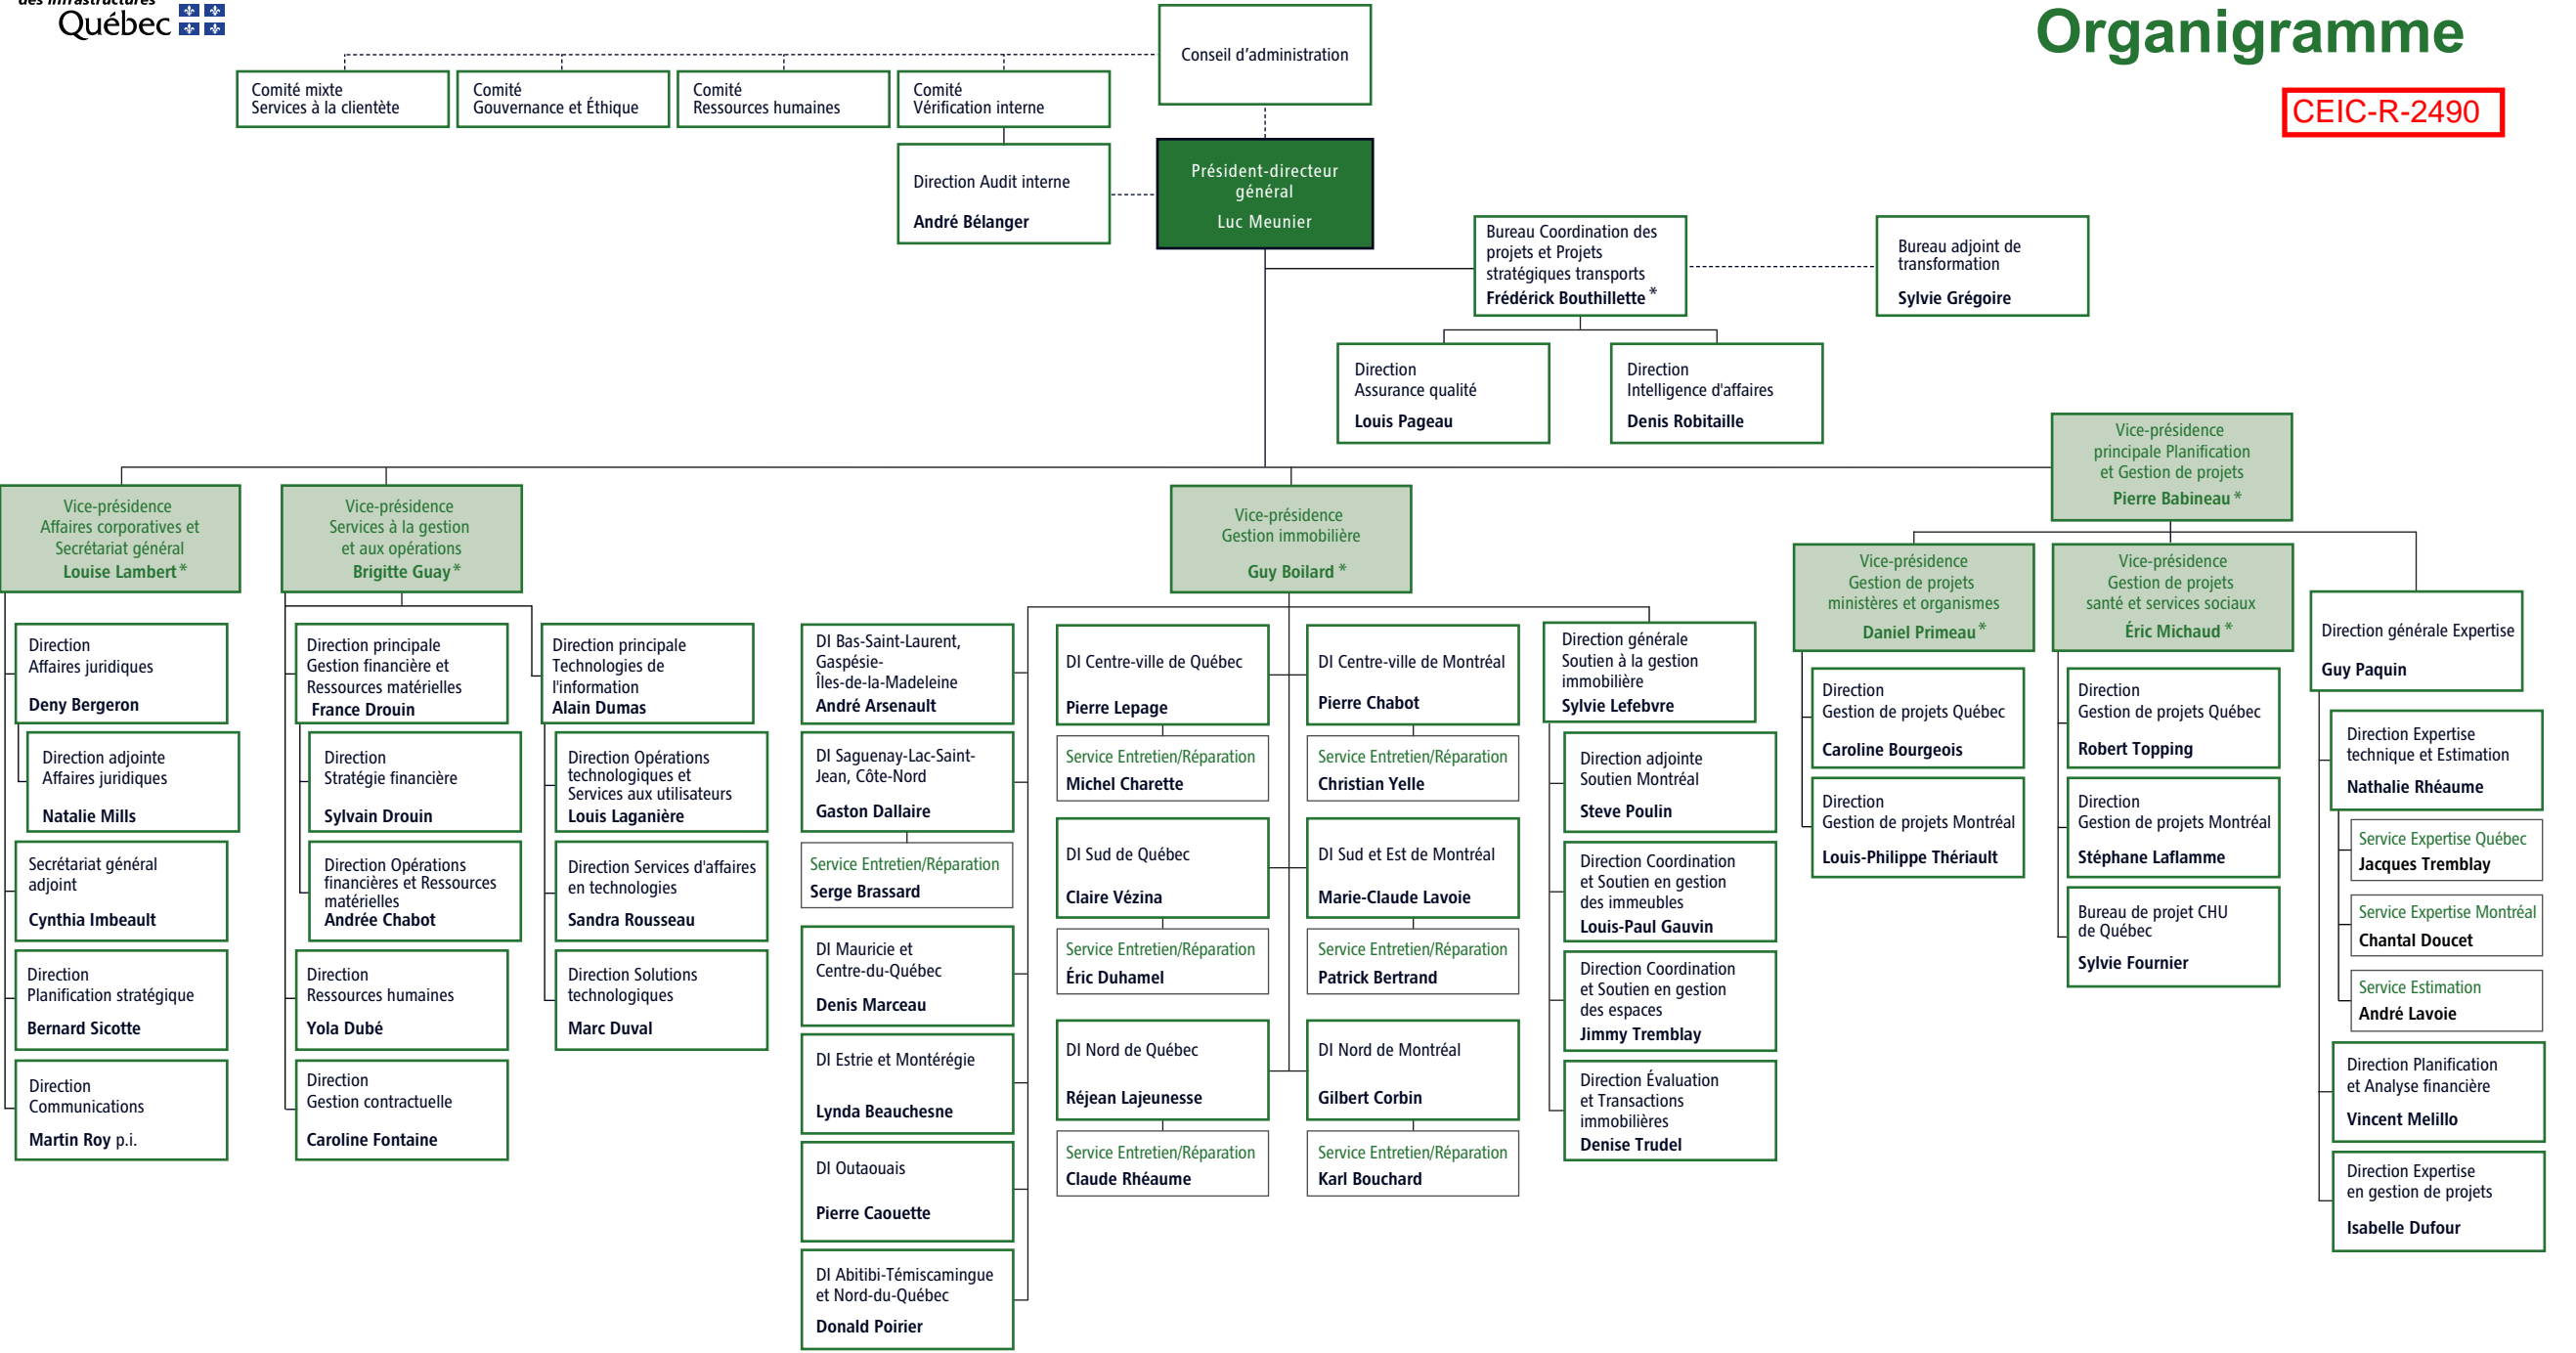 des infrastructures
Québec
Organigramme
CEIC-R-2490
Conseil d'administration
Comité mixte
Services à la clientète
Comité
Gouvernance et Éthique
Comité
Ressources humaines
Comité
Vérification interne
Direction Audit interne
André Bélanger
Président-directeur
général
Luc Meunier
Bureau Coordination des
projets et Projets
stratégiques transports
Frédérick Bouthillette *
Bureau adjoint de
transformation
Sylvie Grégoire
Direction
Assurance qualité
Louis Pageau
Direction
Intelligence d'affaires
Denis Robitaille
Vice-présidence
principale Planification
et Gestion de projets
Pierre Babineau *
Vice-présidence
Affaires corporatives et
Secrétariat général
Louise Lambert *
Vice-présidence
Services à la gestion
et aux opérations
Brigitte Guay *
Vice-présidence
Gestion immobilière
Guy Boilard *
Vice-présidence
Gestion de projets
ministères et organismes
Daniel Primeau *
Vice-présidence
Gestion de projets
santé et services sociaux
Éric Michaud *
Direction générale Expertise
Guy Paquin
Direction
Affaires juridiques
Deny Bergeron
Direction adjointe
Affaires juridiques
Natalie Mills
Secrétariat général
adjoint
Cynthia Imbeault
Direction
Planification stratégique
Bernard Sicotte
Direction
Communications
Martin Roy p.i.
Direction principale
Gestion financière et
Ressources matérielles
France Drouin
Direction
Stratégie financière
Sylvain Drouin
Direction Opérations
financières et Ressources
matérielles
Andrée Chabot
Direction
Ressources humaines
Yola Dubé
Direction
Gestion contractuelle
Caroline Fontaine
Direction principale
Technologies de
l'information
Alain Dumas
Direction Opérations
technologiques et
Services aux utilisateurs
Louis Laganière
Direction Services d'affaires
en technologies
Sandra Rousseau
Direction Solutions
technologiques
Marc Duval
DI Bas-Saint-Laurent,
Gaspésie-
Îles-de-la-Madeleine
André Arsenault
DI Saguenay-Lac-Saint-
Jean, Côte-Nord
Gaston Dallaire
Service Entretien/Réparation
Serge Brassard
DI Mauricie et
Centre-du-Québec
Denis Marceau
DI Estrie et Montérégie
Lynda Beauchesne
DI Outaouais
Pierre Caouette
DI Abitibi-Témiscamingue
et Nord-du-Québec
Donald Poirier
DI Centre-ville de Québec
Pierre Lepage
Service Entretien/Réparation
Michel Charette
DI Sud de Québec
Claire Vézina
Service Entretien/Réparation
Éric Duhamel
DI Nord de Québec
Réjean Lajeunesse
Service Entretien/Réparation
Claude Rhéaume
DI Centre-ville de Montréal
Pierre Chabot
Service Entretien/Réparation
Christian Yelle
DI Sud et Est de Montréal
Marie-Claude Lavoie
Service Entretien/Réparation
Patrick Bertrand
DI Nord de Montréal
Gilbert Corbin
Service Entretien/Réparation
Karl Bouchard
Direction générale
Soutien à la gestion
immobilière
Sylvie Lefebvre
Direction adjointe
Soutien Montréal
Steve Poulin
Direction Coordination
et Soutien en gestion
des immeubles
Louis-Paul Gauvin
Direction Coordination
et Soutien en gestion
des espaces
Jimmy Tremblay
Direction Évaluation
et Transactions
immobilières
Denise Trudel
Direction
Gestion de projets Québec
Caroline Bourgeois
Direction
Gestion de projets Montréal
Louis-Philippe Thériault
Direction
Gestion de projets Québec
Robert Topping
Direction
Gestion de projets Montréal
Stéphane Laflamme
Bureau de projet CHU
de Québec
Sylvie Fournier
Direction Expertise
technique et Estimation
Nathalie Rhéaume
Service Expertise Québec
Jacques Tremblay
Service Expertise Montréal
Chantal Doucet
Service Estimation
André Lavoie
Direction Planification
et Analyse financière
Vincent Melillo
Direction Expertise
en gestion de projets
Isabelle Dufour